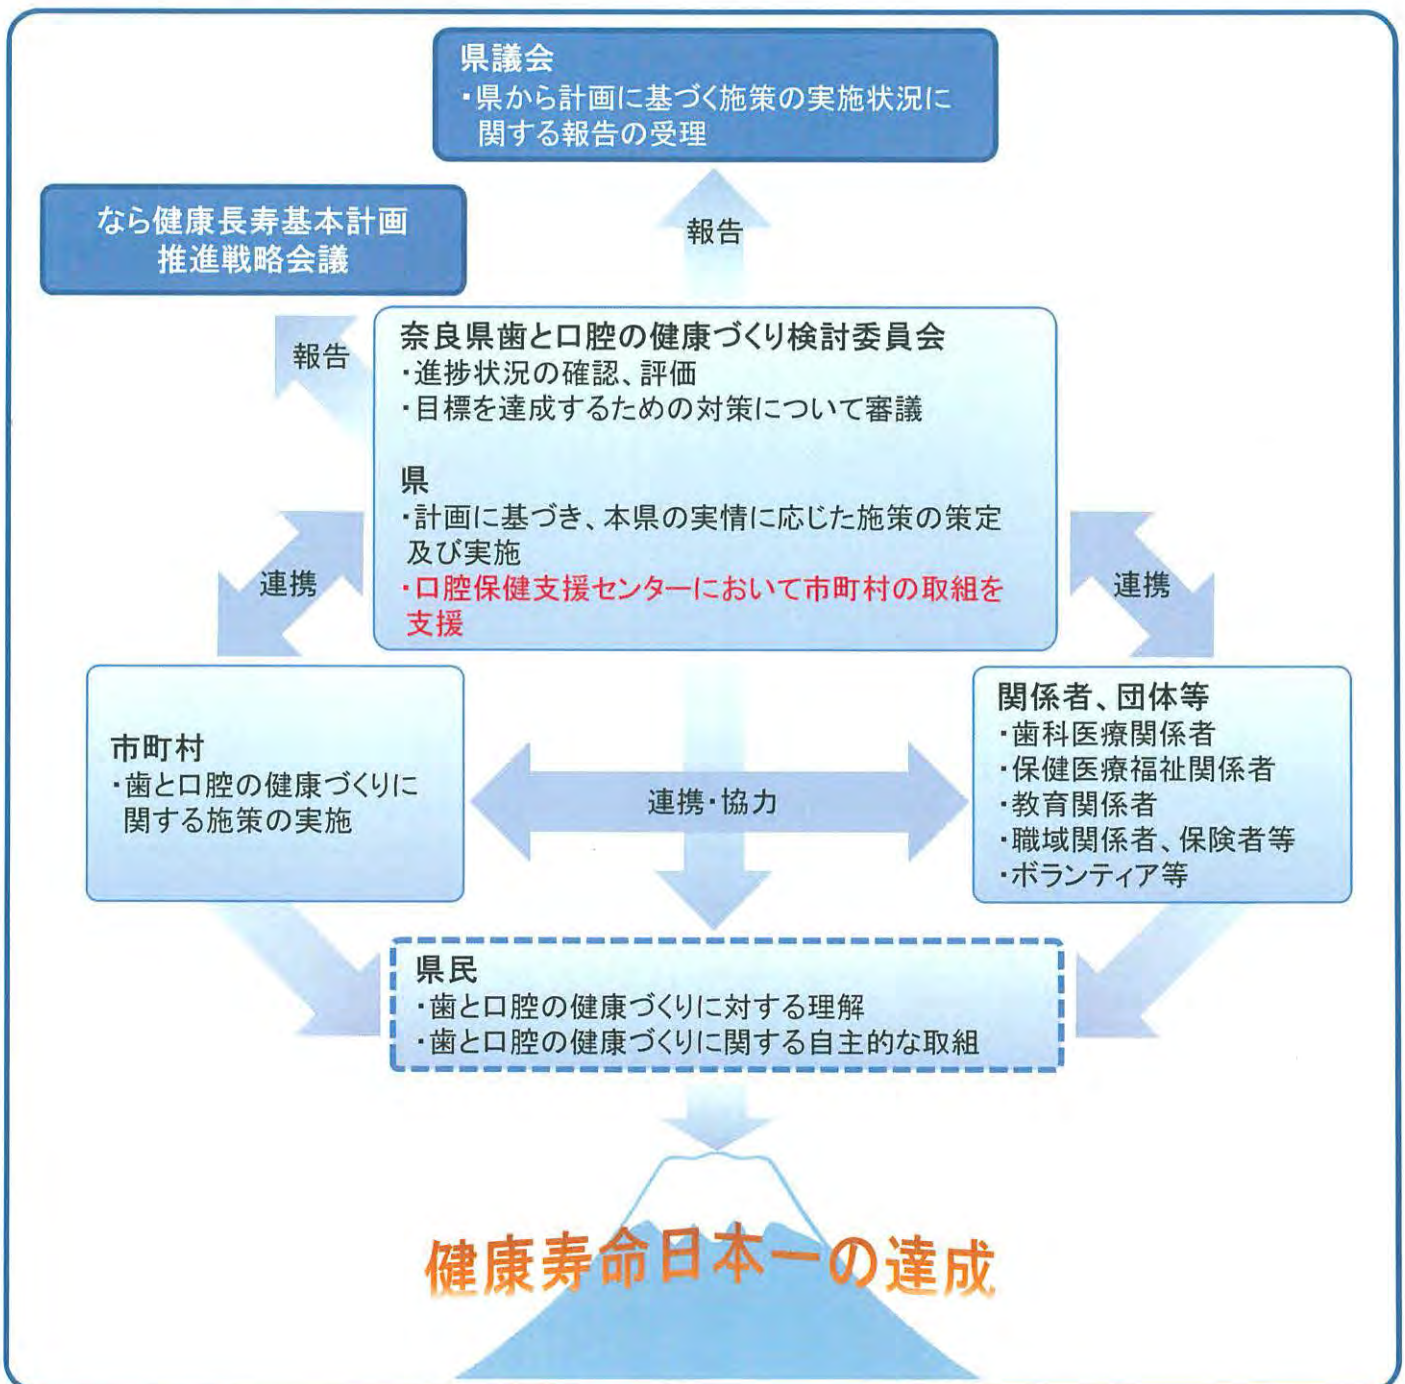 県議会
・県から計画に基づく施策の実施状況に
関する報告の受理
報告
なら健康長寿基本計画
推進戦略会議
報告
奈良県歯と口腔の健康づくり検討委員会
・進捗状況の確認、評価
・目標を達成するための対策について審議
県
・計画に基づき、本県の実情に応じた施策の策定
及び実施
・口腔保健支援センターにおいて市町村の取組を
支援
連携
連携
市町村
・歯と口腔の健康づくりに
関する施策の実施
連携・協力
関係者、団体等
・歯科医療関係者
・保健医療福祉関係者
・教育関係者
・職域関係者、保険者等
・ボランティア等
県民
・歯と口腔の健康づくりに対する理解
・歯と口腔の健康づくりに関する自主的な取組
健康寿命日本一の達成